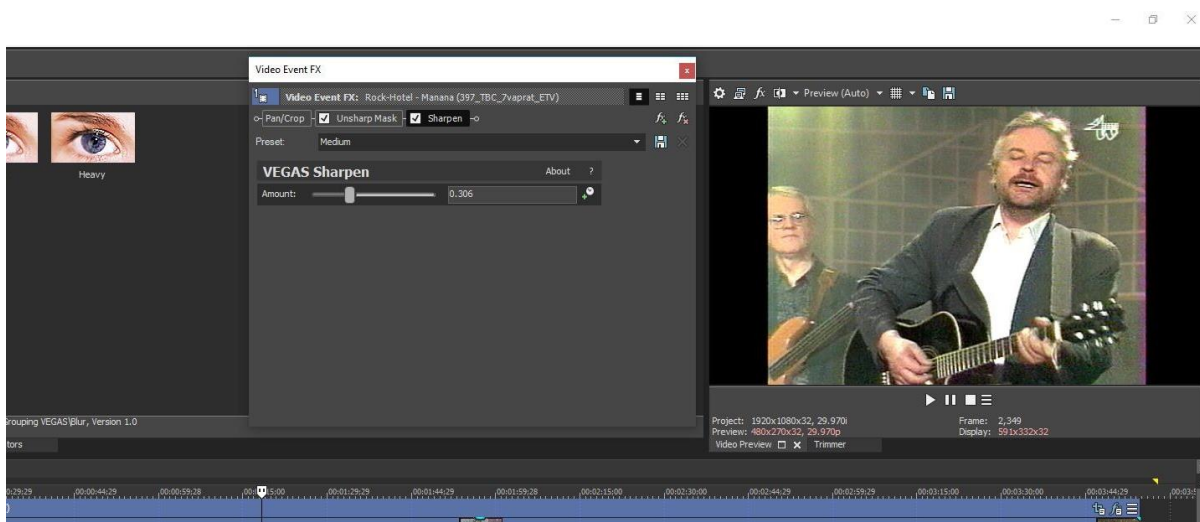 Video Event FX
Video Event FX: Rock-Hotel - Manana (397_TBC_7vaprat_ETV)
Pan/Crop Unsharp Mask Sharpen
Preset: Medium
VEGAS Sharpen About ?
Amount: 0.306
Heavy
Preview (Auto)
Grouping VEGAS\Blur, Version 1.0
Project: 1920x1080x32, 29.970i Frame: 2,349
Preview: 480x270x32, 29.970p Display: 591x332x32
Video Preview Trimmer
00:00:44;29 00:00:59;28 00:01:29;29 00:01:44;29 00:01:59;28 00:02:15;00 00:02:30;00 00:02:44;29 00:02:59;29 00:03:15;00 00:03:30;00 00:03:44;29